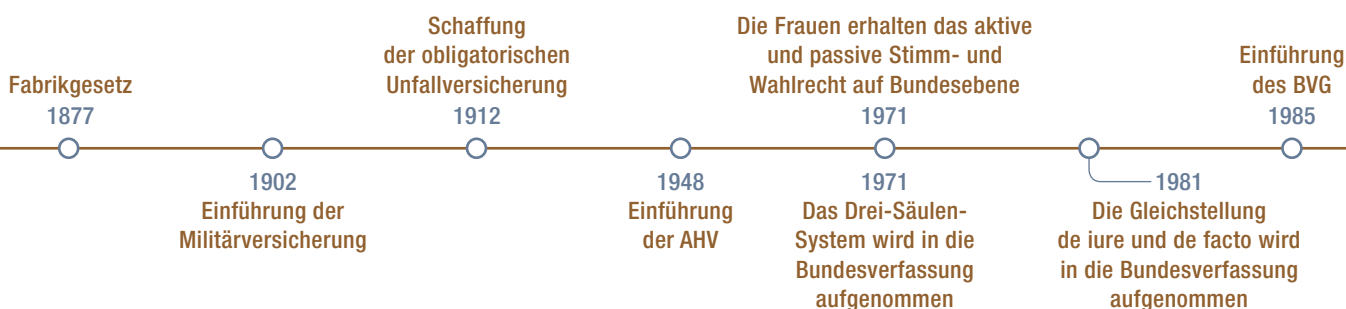 Fabrikgesetz
1877
1902
Einführung der
Militärversicherung
Schaffung
der obligatorischen
Unfallversicherung
1912
1948
Einführung
der AHV
Die Frauen erhalten das aktive
und passive Stimm- und
Wahlrecht auf Bundesebene
1971
1971
Das Drei-Säulen-
System wird in die
Bundesverfassung
aufgenommen
1981
Die Gleichstellung
de iure und de facto wird
in die Bundesverfassung
aufgenommen
Einführung
des BVG
1985